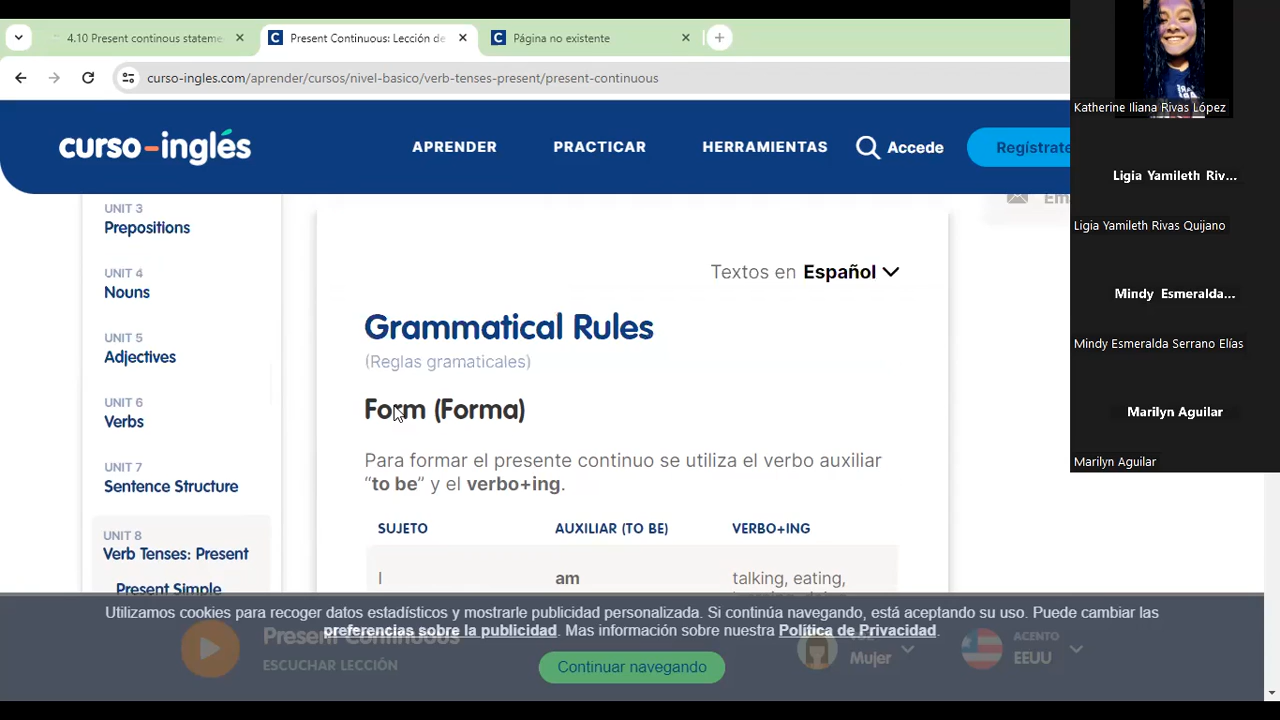 4.10 Present continous stateme
Present Continuous: Lección de
Página no existente
curso-ingles.com/aprender/cursos/nivel-basico/verb-tenses-present/present-continuous
curso-inglés
APRENDER
PRACTICAR
HERRAMIENTAS
Accede
Regístrate
UNIT 3
Prepositions
UNIT 4
Nouns
UNIT 5
Adjectives
UNIT 6
Verbs
UNIT 7
Sentence Structure
UNIT 8
Verb Tenses: Present
Present Simple
Textos en Español
Grammatical Rules
(Reglas gramaticales)
Form (Forma)
Para formar el presente continuo se utiliza el verbo auxiliar
“to be” y el verbo+ing.
SUJETO AUXILIAR (TO BE) VERBO+ING
I am talking, eating,
Utilizamos cookies para recoger datos estadísticos y mostrarle publicidad personalizada. Si continúa navegando, está aceptando su uso. Puede cambiar las
preferencias sobre la publicidad. Mas información sobre nuestra Política de Privacidad.
Continuar navegando
Present Continuous
ESCUCHAR LECCIÓN
Mujer
ACENTO
EEUU
Katherine Iliana Rivas López
Ligia Yamileth Riv...
Ligia Yamileth Rivas Quijano
Mindy Esmeralda...
Mindy Esmeralda Serrano Elías
Marilyn Aguilar
Marilyn Aguilar